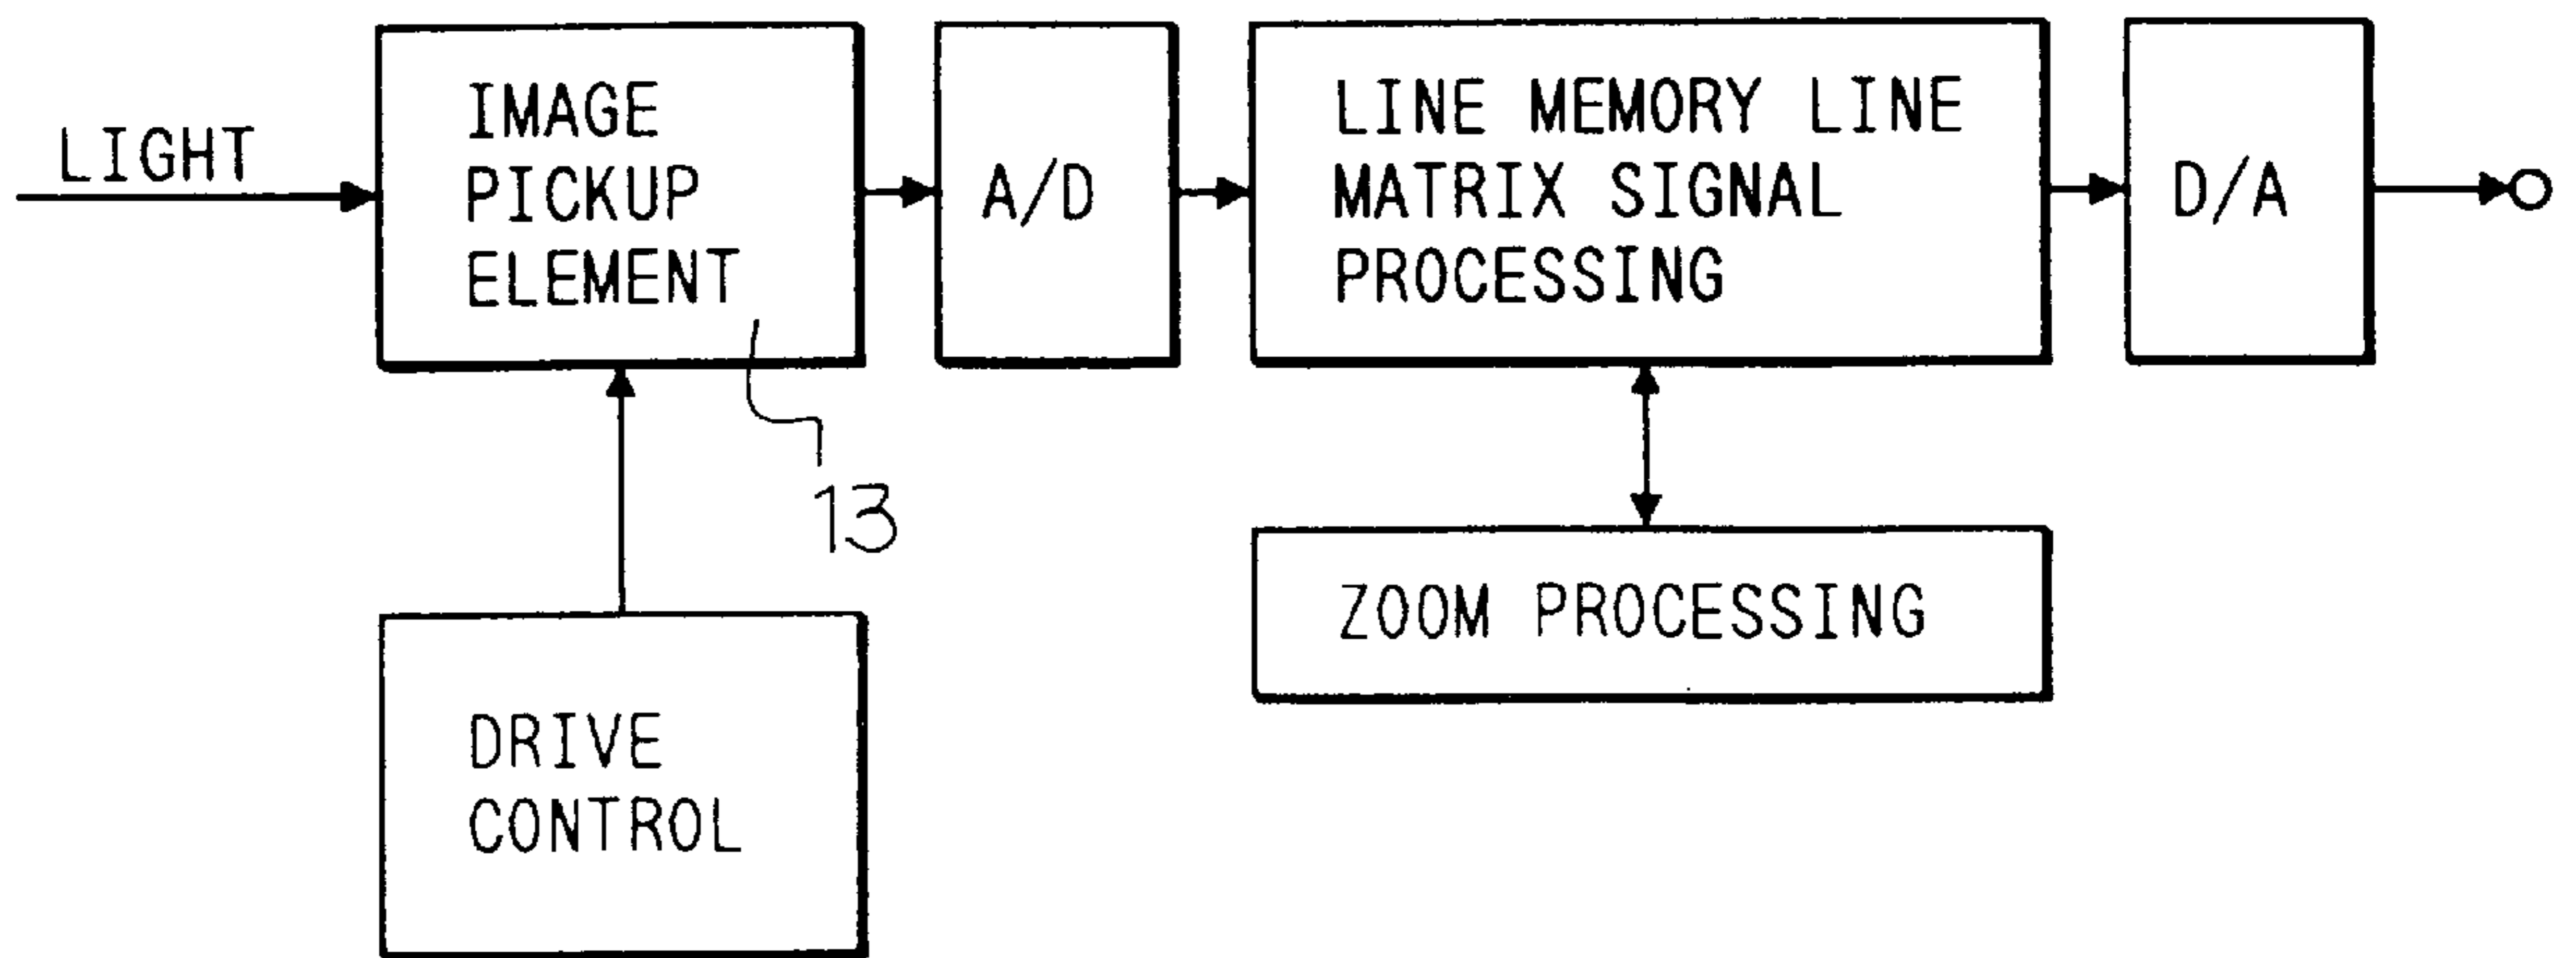 LIGHT
IMAGE
PICKUP
ELEMENT
A/D
LINE MEMORY LINE
MATRIX SIGNAL
PROCESSING
D/A
13
ZOOM PROCESSING
DRIVE
CONTROL